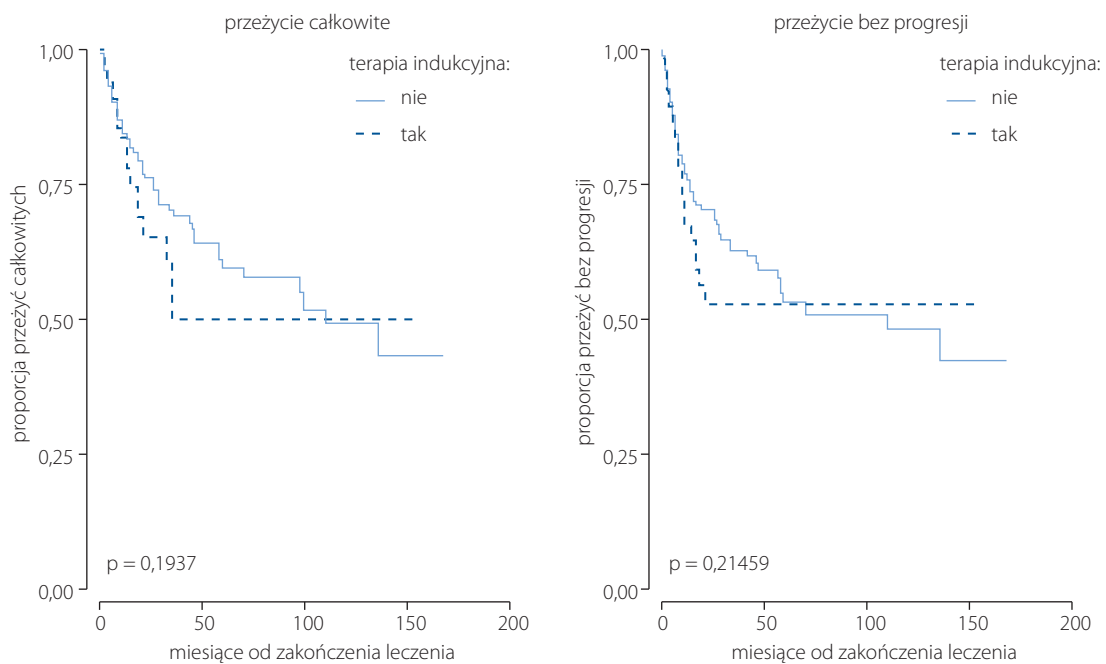 przeżycie całkowite
proporcja przeżyć całkowitych
1,00
0,75
0,50
0,25
0,00
terapia indukcyjna:
nie
tak
p = 0,1937
0 50 100 150 200
miesiące od zakończenia leczenia
przeżycie bez progresji
proporcja przeżyć bez progresji
1,00
0,75
0,50
0,25
0,00
terapia indukcyjna:
nie
tak
p = 0,21459
0 50 100 150 200
miesiące od zakończenia leczenia